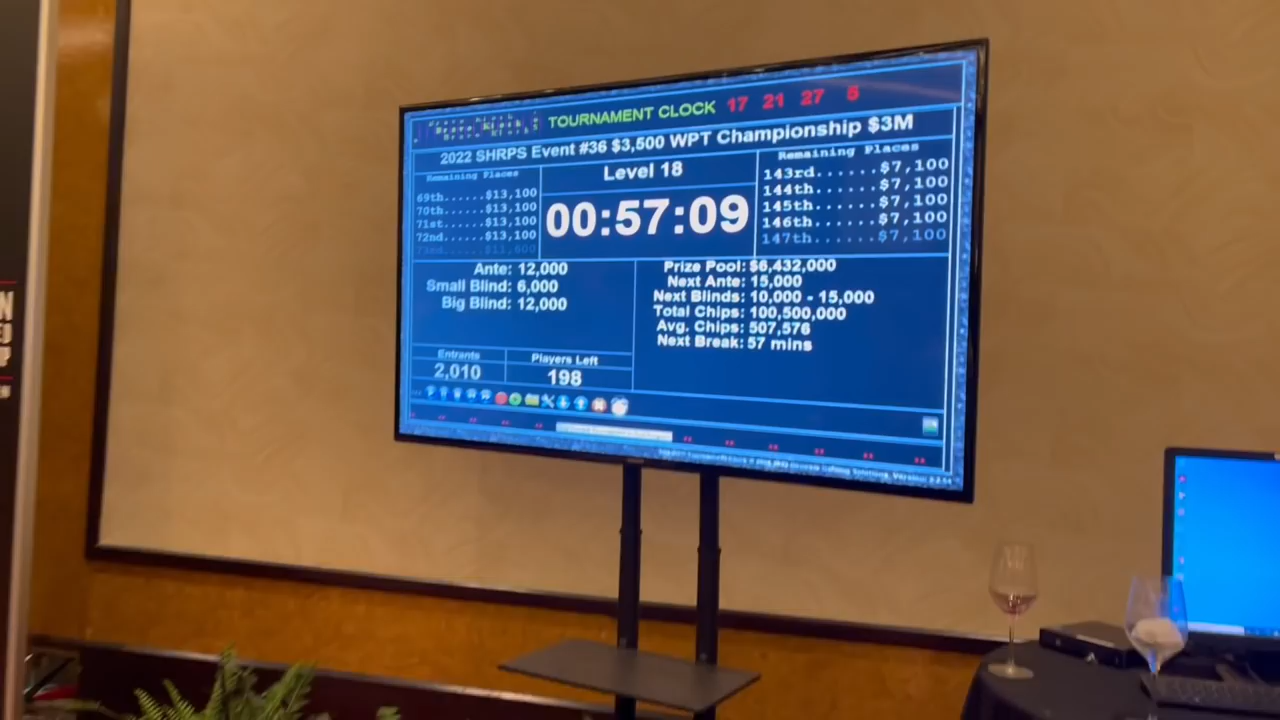 TOURNAMENT CLOCK 17 21 27 5
2022 SHRPS Event #36 $3,500 WPT Championship $3M
Remaining Places
69th......$13,100
70th......$13,100
71st......$13,100
72nd......$13,100
Level 18
00:57:09
Remaining Places
143rd......$7,100
144th......$7,100
145th......$7,100
146th......$7,100
147th......$7,100
Ante: 12,000
Small Blind: 6,000
Big Blind: 12,000
Prize Pool: $6,432,000
Next Ante: 15,000
Next Blinds: 10,000 - 15,000
Total Chips: 100,500,000
Avg. Chips: 507,576
Next Break: 57 mins
Entrants
2,010
Players Left
198